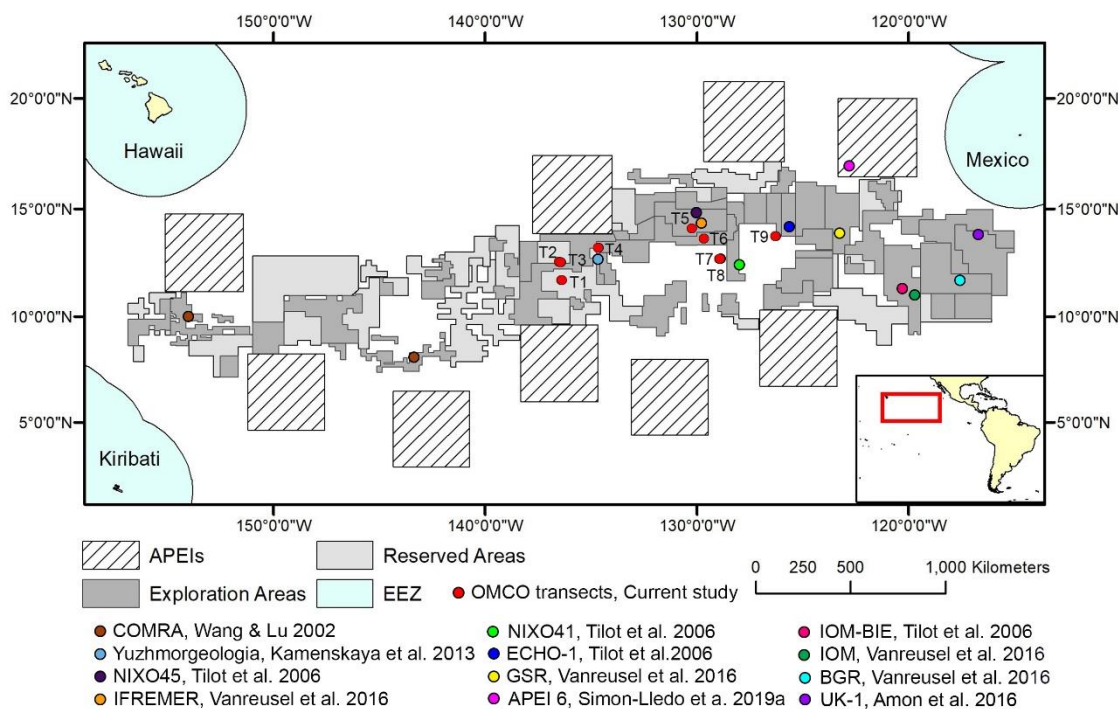 150°0'0"W 140°0'0"W 130°0'0"W 120°0'0"W
20°0'0"N 20°0'0"N
Hawaii Mexico
15°0'0"N 15°0'0"N
T5
T6
T9
T2 T3 T4
T7
T8
T1
10°0'0"N 10°0'0"N
5°0'0"N 5°0'0"N
Kiribati
150°0'0"W 140°0'0"W 130°0'0"W 120°0'0"W
APEIs Reserved Areas
0 250 500 1,000 Kilometers
Exploration Areas EEZ OMCO transects, Current study
COMRA, Wang & Lu 2002 NIXO41, Tilot et al. 2006 IOM-BIE, Tilot et al. 2006
Yuzhmorgeologia, Kamenskaya et al. 2013 ECHO-1, Tilot et al.2006 IOM, Vanreusel et al. 2016
NIXO45, Tilot et al. 2006 GSR, Vanreusel et al. 2016 BGR, Vanreusel et al. 2016
IFREMER, Vanreusel et al. 2016 APEI 6, Simon-Lledo et a. 2019a UK-1, Amon et al. 2016